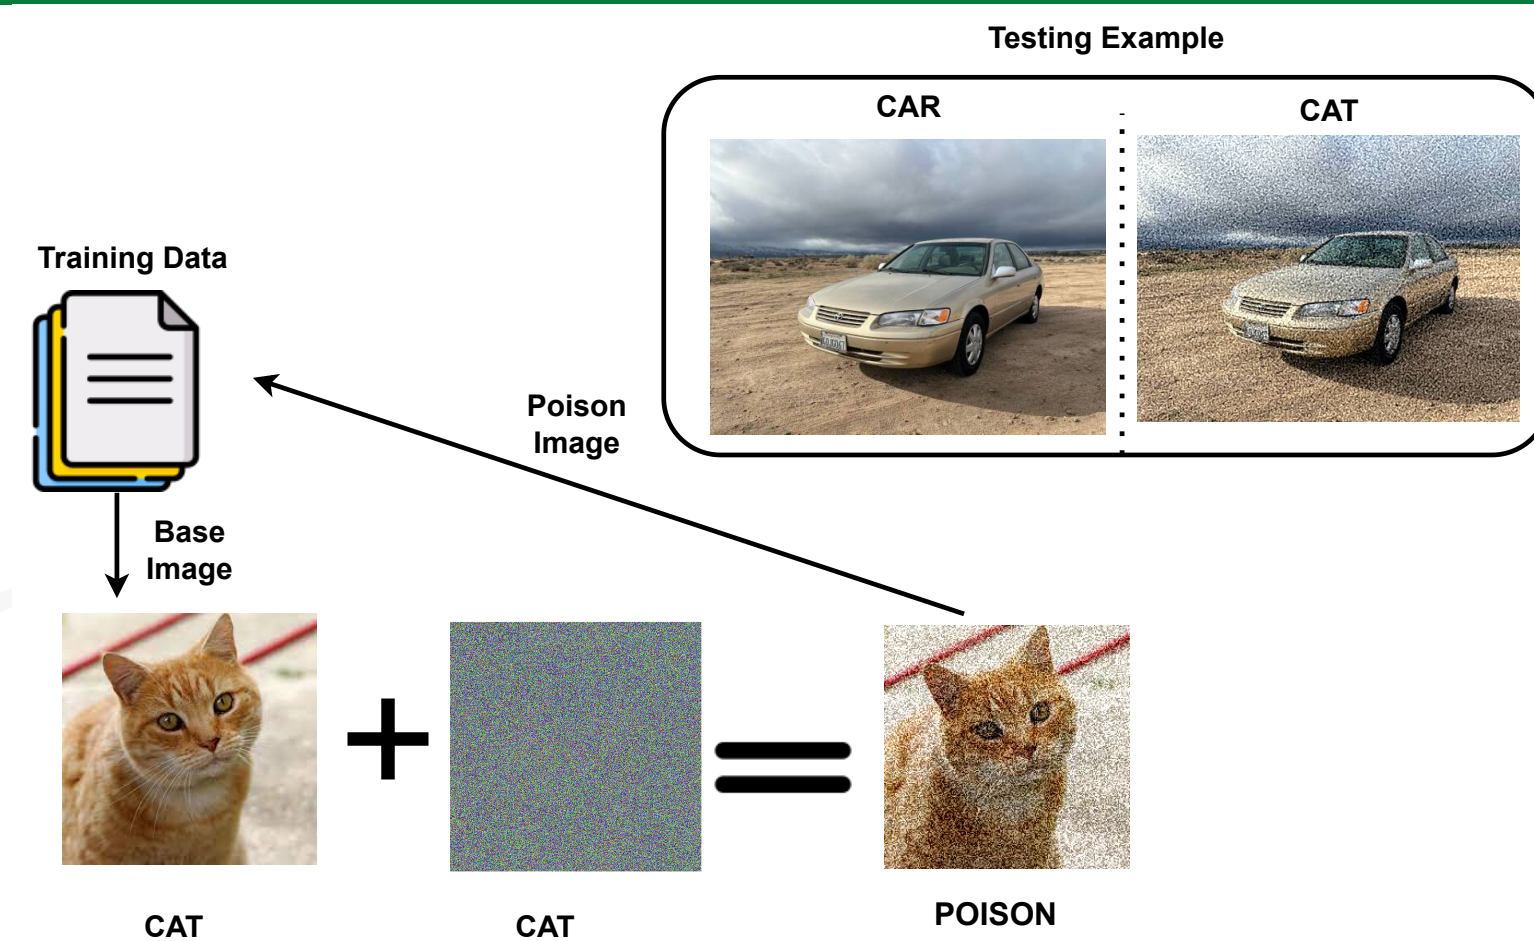 Testing Example
CAR
CAT
Training Data
Poison
Image
Base
Image
CAT
CAT
POISON